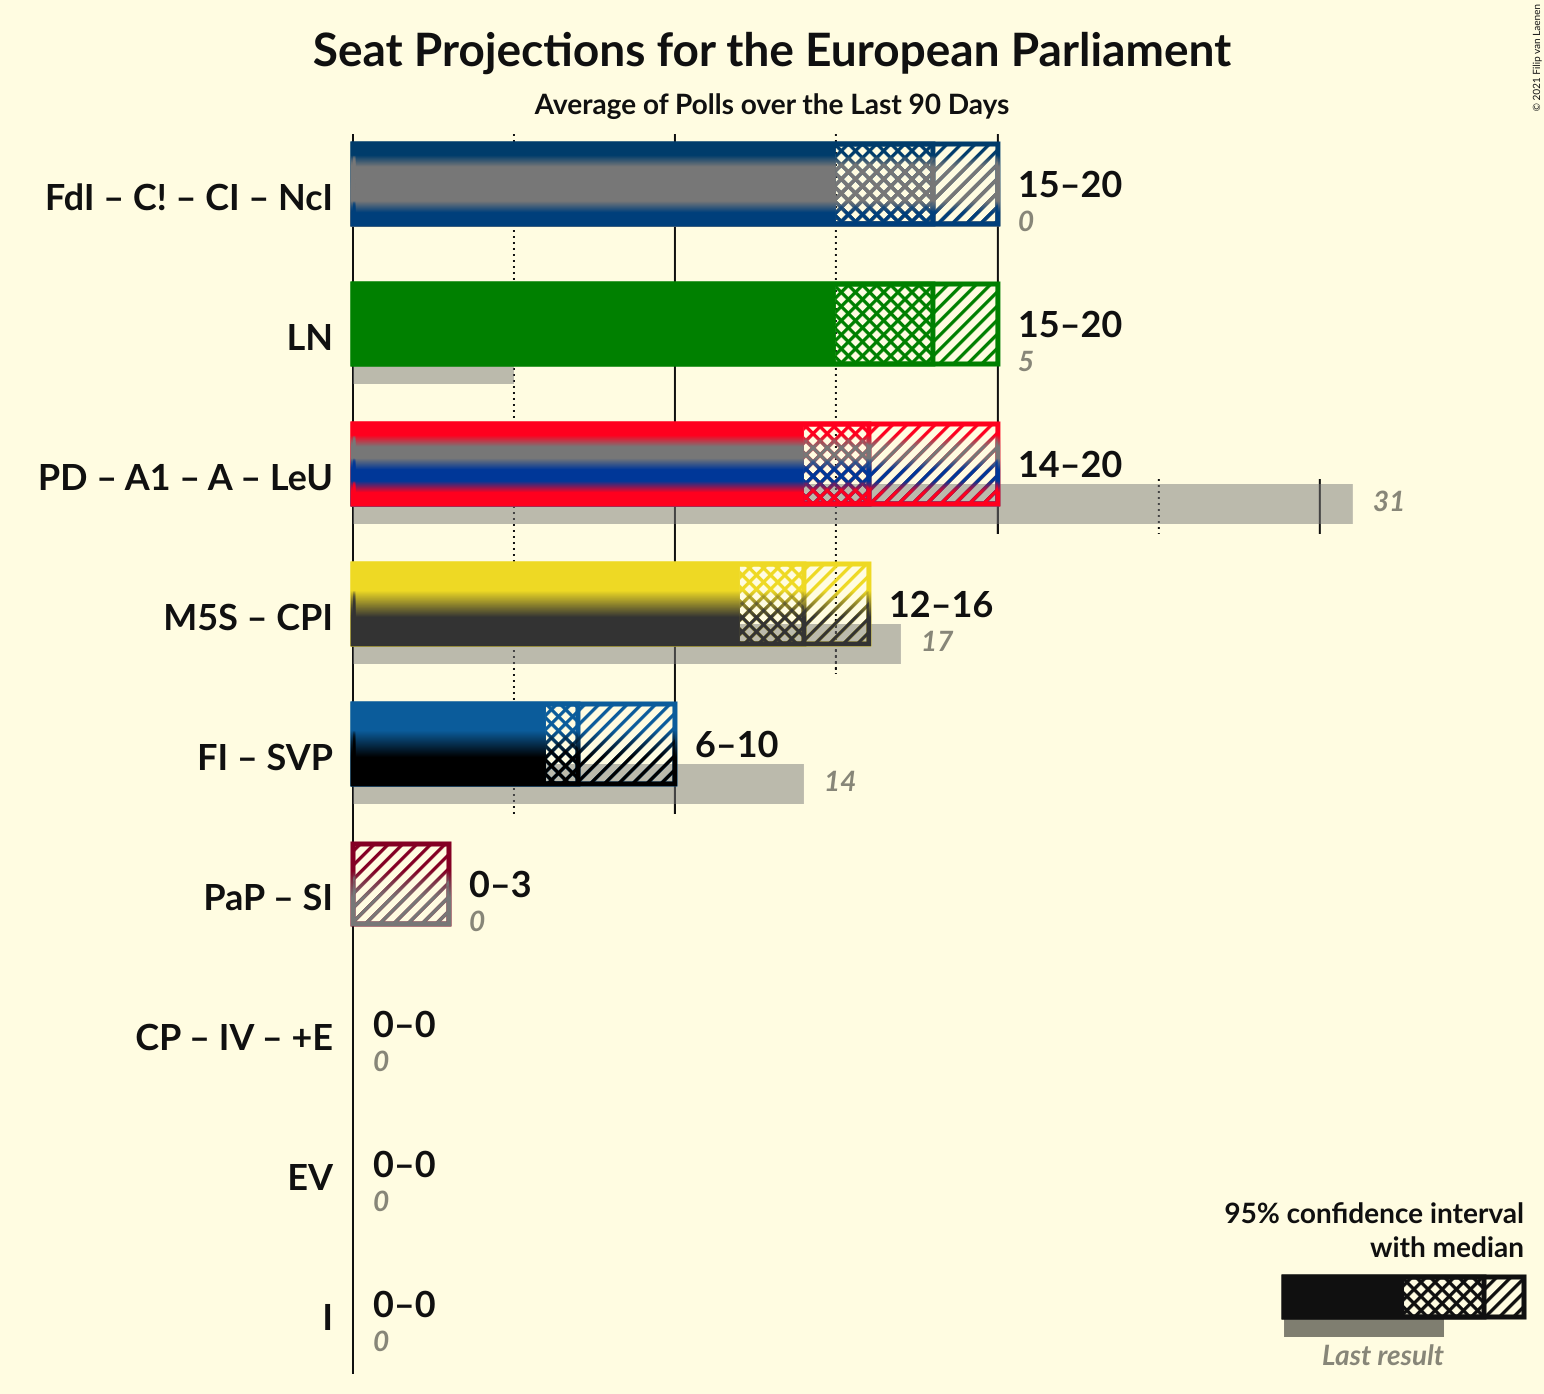 Seat Projections for the European Parliament
Average of Polls over the Last 90 Days
© 2021 Filip van Laenen
FdI – C! – CI – NcI
15–20
0
LN
15–20
5
PD – A1 – A – LeU
14–20
31
M5S – CPI
12–16
17
FI – SVP
6–10
14
PaP – SI
0–3
0
CP – IV – +E
0–0
0
EV
0–0
0
I
0–0
0
95% confidence interval
with median
Last result